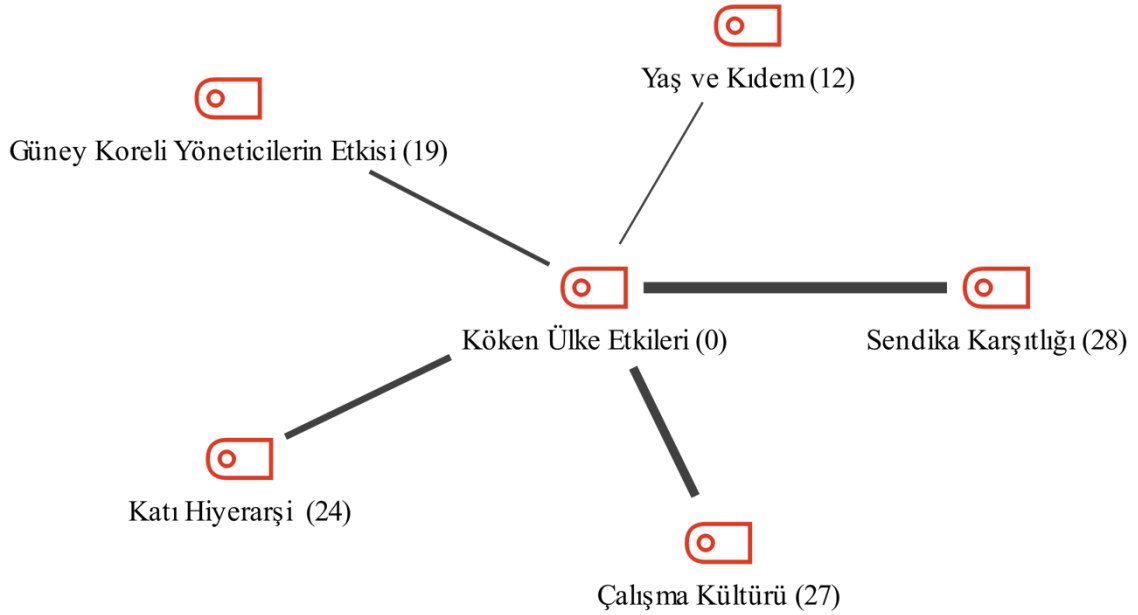 Yaş ve Kıdem (12)
Güney Koreli Yöneticilerin Etkisi (19)
Köken Ülke Etkileri (0)
Sendika Karşıtlığı (28)
Katı Hiyerarşi (24)
Çalışma Kültürü (27)